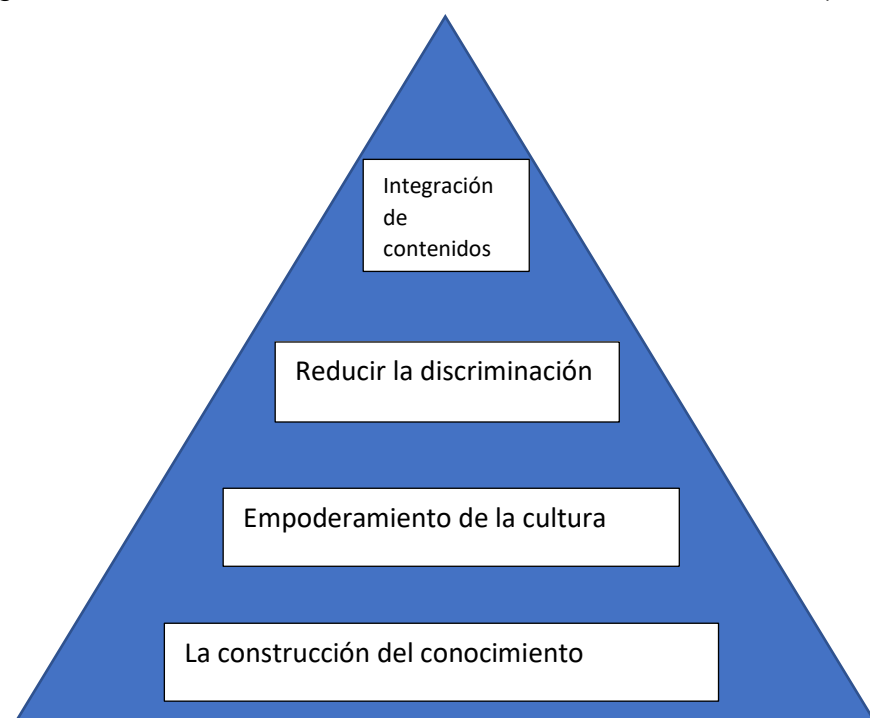 Integración
de
contenidos
Reducir la discriminación
Empoderamiento de la cultura
La construcción del conocimiento